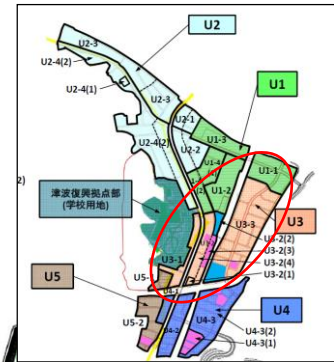 U2
U2-3
U2-4(2)
U2-4(1)
U2-3
U1
U2-1
U2-2
U1-3
U2-4(2)
U1-4
U1-1
U1-2
2)
津波復興拠点部
(学校用地)
U3
U3-3
U3-2(2)
U3-2(3)
U3-1
U3-2(4)
U3-2(1)
U5
U5-
U4
U5-2
U4-2
U4-3
U4-3(2)
U4-3(1)